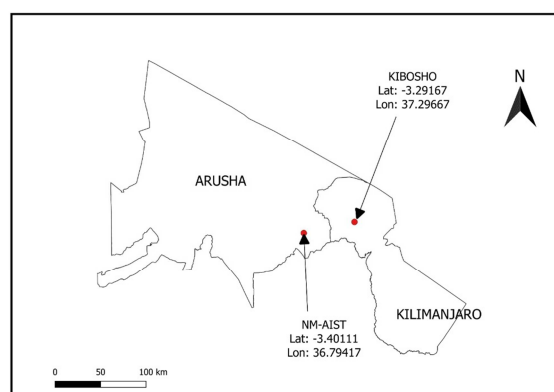 KIBOSHO
Lat: -3.29167
Lon: 37.29667
N
ARUSHA
NM-AIST
Lat: -3.40111
Lon: 36.79417
KILIMANJARO
0 50 100 km